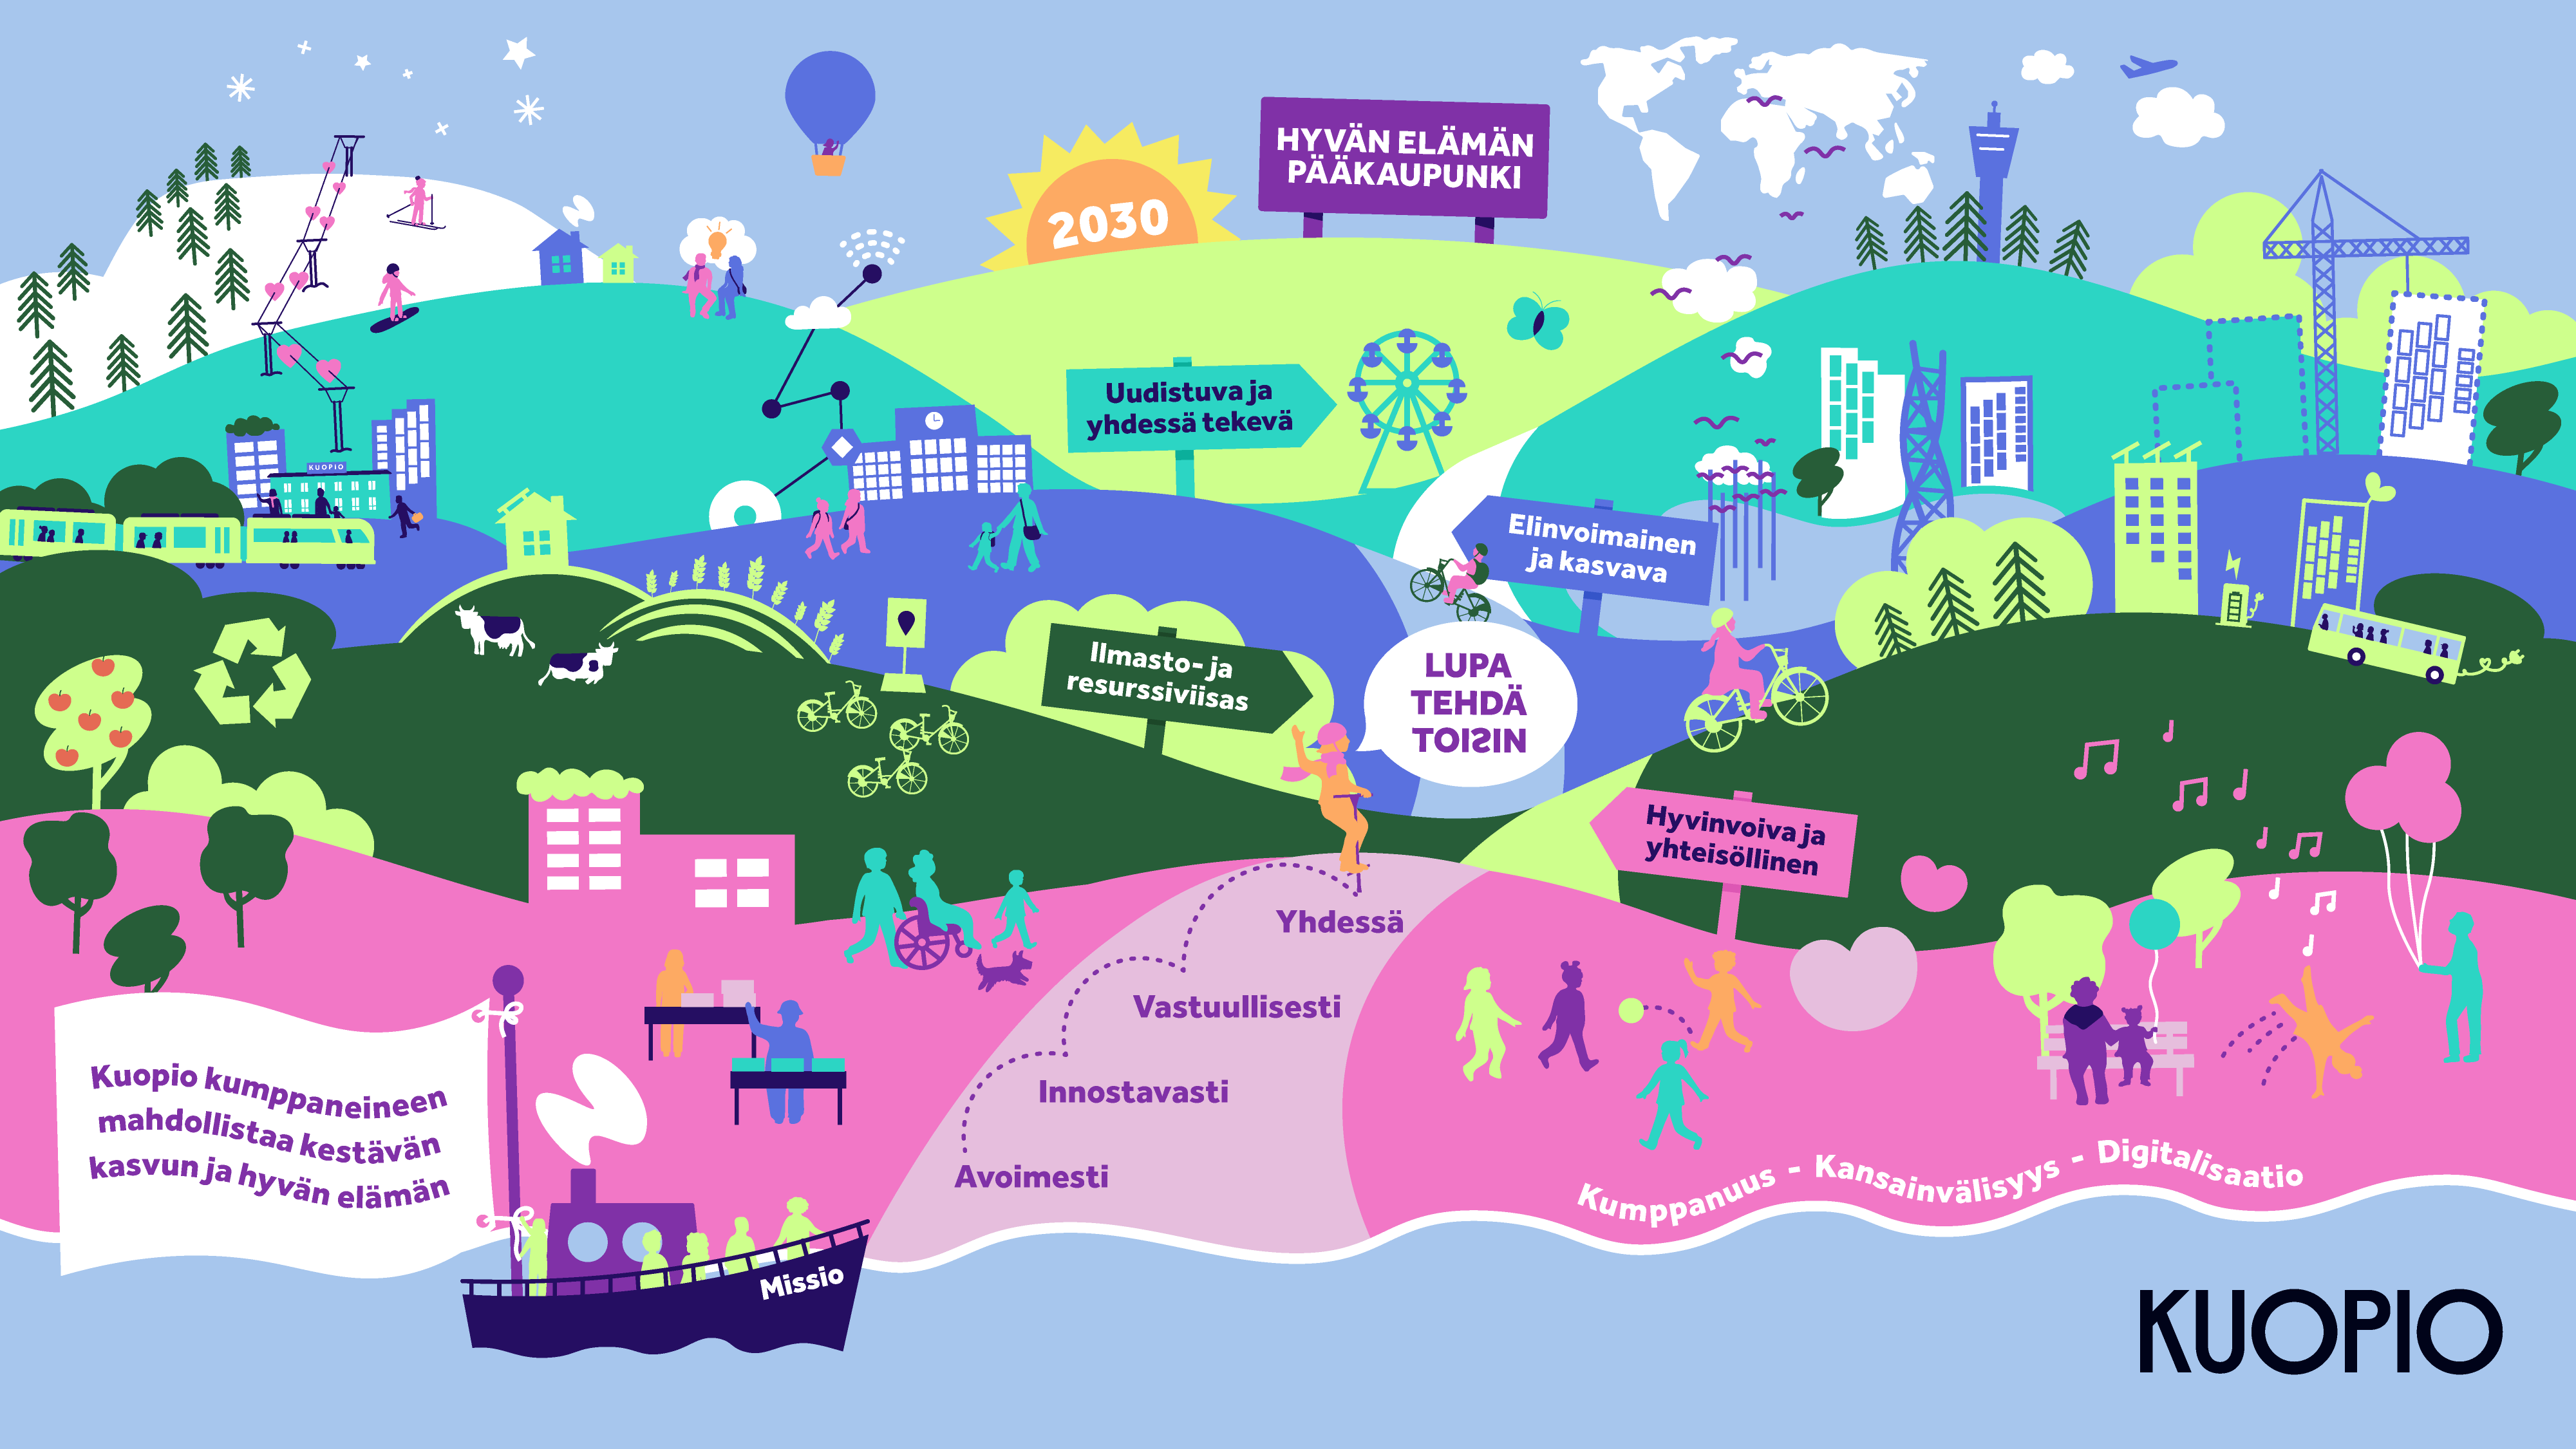 HYVÄN ELÄMÄN
PÄÄKAUPUNKI
2030
Uudistuva ja
yhdessä tekevä
KUOPIO
Elinvoimainen
ja kasvava
Ilmasto- ja
resurssiviisas
LUPA
TEHDÄ
TOISIN
Hyvinvoiva ja
yhteisöllinen
Yhdessä
Vastuullisesti
Innostavasti
Avoimesti
Kuopio kumppaneineen
mahdollistaa kestävän
kasvun ja hyvän elämän
Kumppanuus - Kansainvälisyys - Digitalisaatio
Missio
KUOPIO